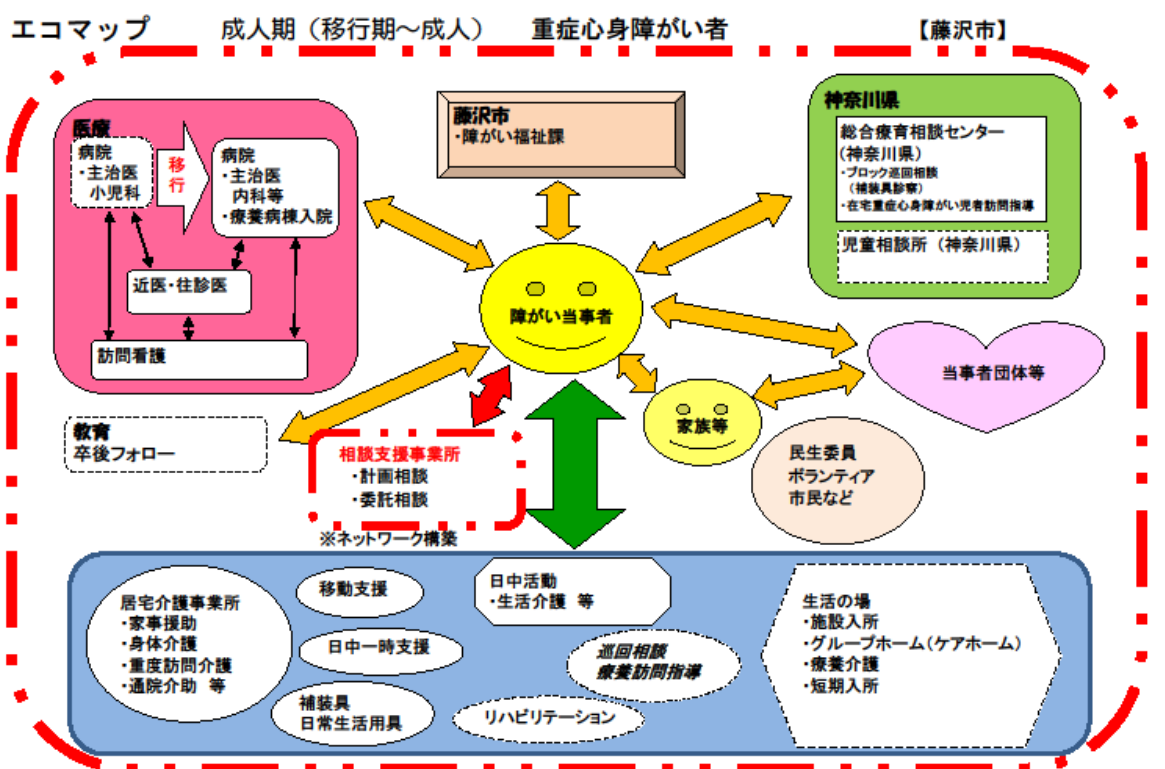 エコマップ 成人期（移行期～成人） 重症心身障がい者 【藤沢市】
医療
病院
・主治医
小児科
移行
病院
・主治医
内科等
・療養病棟入院
近医・往診医
訪問看護
藤沢市
・障がい福祉課
神奈川県
総合療育相談センター
(神奈川県)
・ブロック巡回相談
（補装具診察）
・在宅重症心身障がい児者訪問指導
児童相談所（神奈川県）
障がい当事者
当事者団体等
家族等
教育
卒後フォロー
相談支援事業所
・計画相談
・委託相談
※ネットワーク構築
民生委員
ボランティア
市民など
居宅介護事業所
・家事援助
・身体介護
・重度訪問介護
・通院介助 等
移動支援
日中一時支援
補装具
日常生活用具
日中活動
・生活介護 等
巡回相談
療養訪問指導
リハビリテーション
生活の場
・施設入所
・グループホーム（ケアホーム）
・療養介護
・短期入所